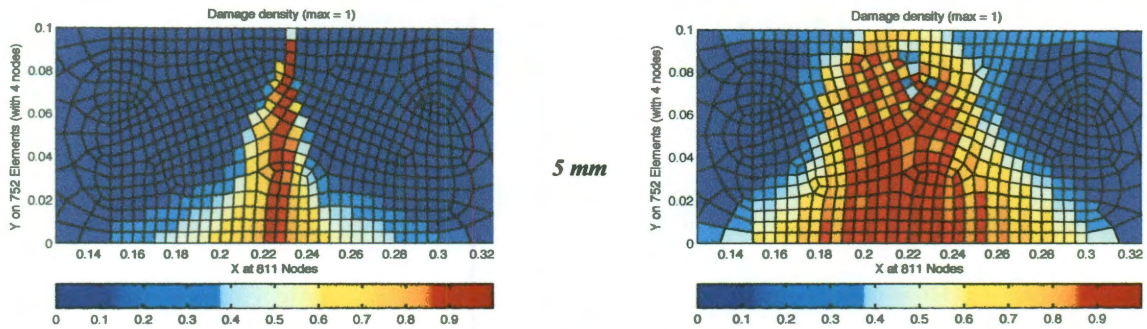 Damage density (max = 1)
0.1
0.08
0.06
0.04
0.02
0
Y on 752 Elements (with 4 nodes)
0.14 0.16 0.18 0.20 0.22 0.24 0.26 0.28 0.30 0.32
X at 811 Nodes
0 0.1 0.2 0.3 0.4 0.5 0.6 0.7 0.8 0.9
5 mm
Damage density (max = 1)
0.1
0.08
0.06
0.04
0.02
0
Y on 752 Elements (with 4 nodes)
0.14 0.16 0.18 0.20 0.22 0.24 0.26 0.28 0.30 0.32
X at 811 Nodes
0 0.1 0.2 0.3 0.4 0.5 0.6 0.7 0.8 0.9